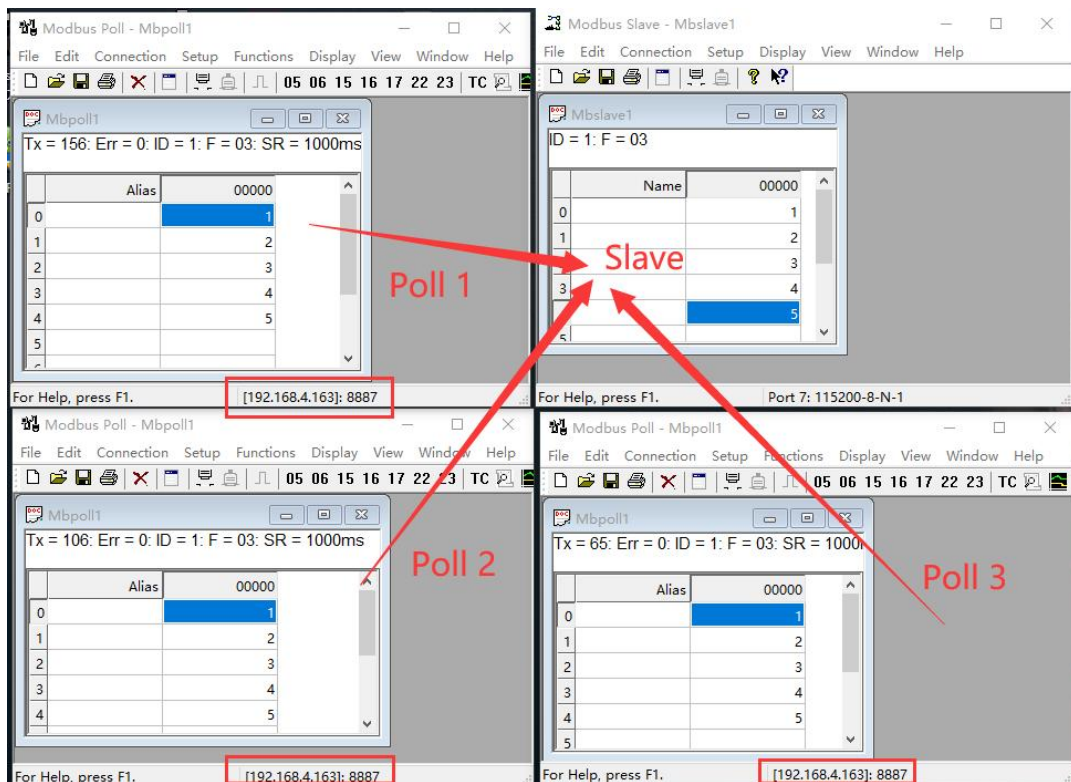 Modbus Poll - Mbpoll1
File Edit Connection Setup Functions Display View Window Help
05 06 15 16 17 22 23 TC
Mbpoll1
Tx = 156: Err = 0: ID = 1: F = 03: SR = 1000ms
Alias 00000
0 1
1 2
2 3
3 4
4 5
5
Poll 1
For Help, press F1. [192.168.4.163]: 8887
Modbus Slave - Mbslave1
File Edit Connection Setup Display View Window Help
Mbslave1
ID = 1: F = 03
Name 00000
0 1
1 2
3
3 4
5
5
Slave
For Help, press F1. Port 7: 115200-8-N-1
Modbus Poll - Mbpoll1
File Edit Connection Setup Functions Display View Window Help
05 06 15 16 17 22 23 TC
Mbpoll1
Tx = 106: Err = 0: ID = 1: F = 03: SR = 1000ms
Alias 00000
0 1
1 2
2 3
3 4
4 5
Poll 2
For Help, press F1. [192.168.4.163]: 8887
Modbus Poll - Mbpoll1
File Edit Connection Setup Functions Display View Window Help
05 06 15 16 17 22 23 TC
Mbpoll1
Tx = 65: Err = 0: ID = 1: F = 03: SR =
Alias 00000
0 1
1 2
2 3
3 4
4 5
5
Poll 3
For Help, press F1. [192.168.4.163]: 8887